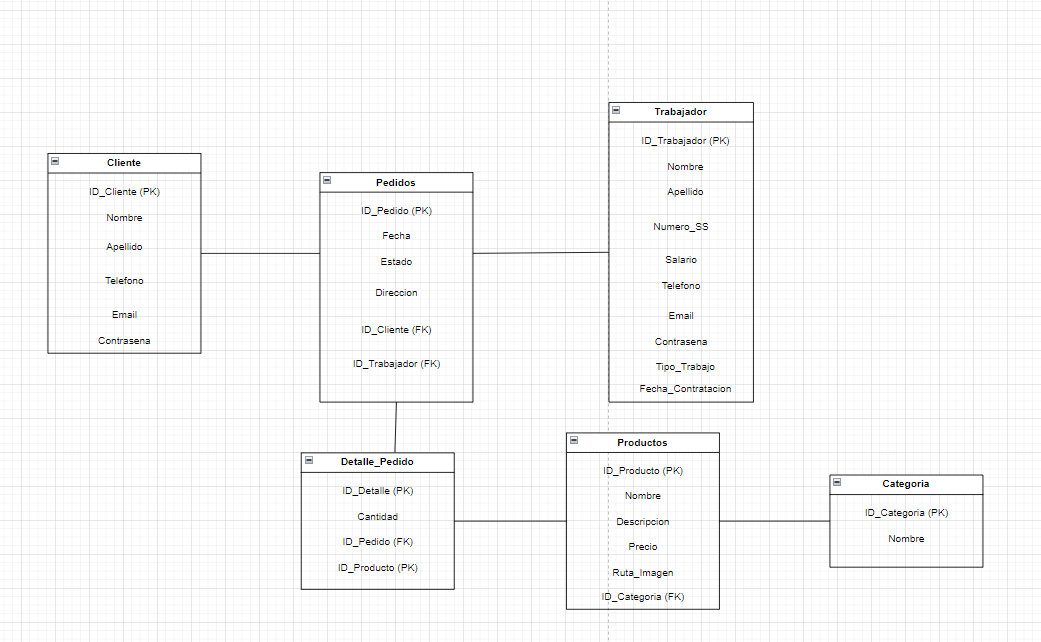 Cliente
ID_Cliente (PK)
Nombre
Apellido
Telefono
Email
Contrasena
Pedidos
ID_Pedido (PK)
Fecha
Estado
Direccion
ID_Cliente (FK)
ID_Trabajador (FK)
Trabajador
ID_Trabajador (PK)
Nombre
Apellido
Numero_SS
Salario
Telefono
Email
Contrasena
Tipo_Trabajo
Fecha_Contratacion
Detalle_Pedido
ID_Detalle (PK)
Cantidad
ID_Pedido (FK)
ID_Producto (PK)
Productos
ID_Producto (PK)
Nombre
Descripcion
Precio
Ruta_Imagen
ID_Categoria (FK)
Categoria
ID_Categoria (PK)
Nombre